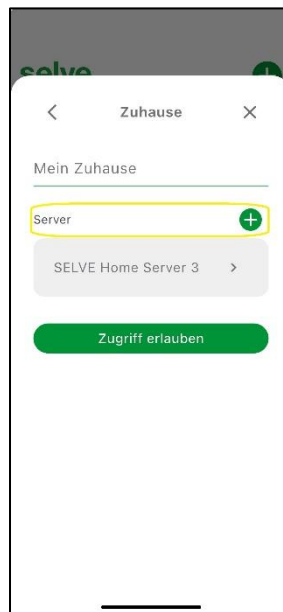 selve
Zuhause
Mein Zuhause
Server
SELVE Home Server 3
Zugriff erlauben